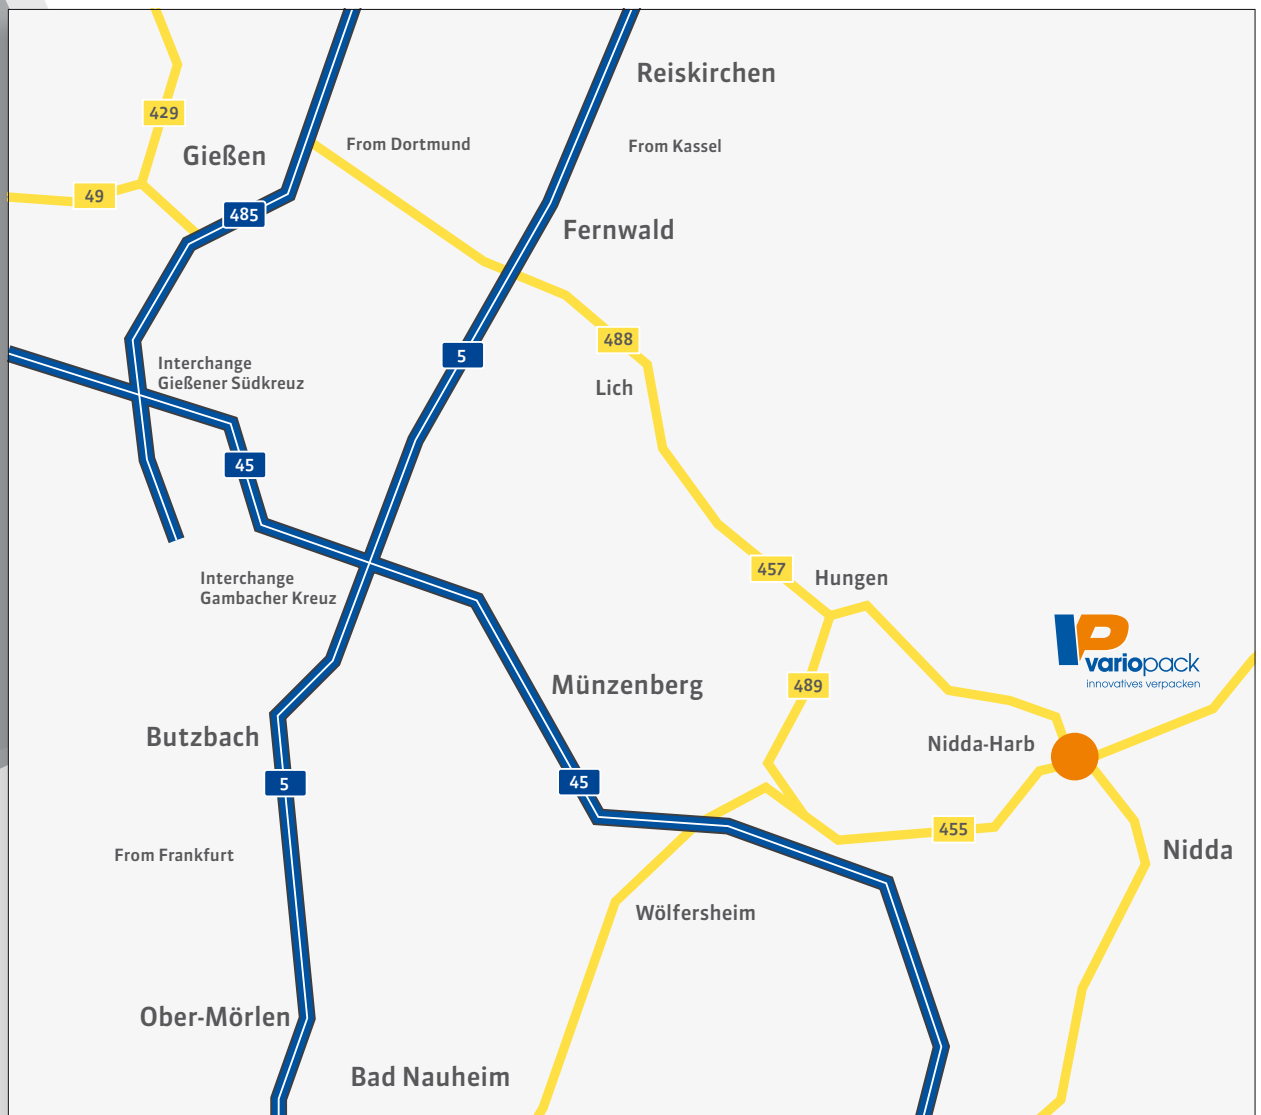 Reiskirchen
429
From Dortmund
From Kassel
Gießen
49
485
Fernwald
488
5
Interchange
Gießener Südkreuz
Lich
45
457
Hungen
Interchange
Gambacher Kreuz
VP
variopack
innovatives verpacken
Münzenberg
489
Butzbach
Nidda-Harb
5
45
455
From Frankfurt
Nidda
Wölfersheim
Ober-Mörlen
Bad Nauheim